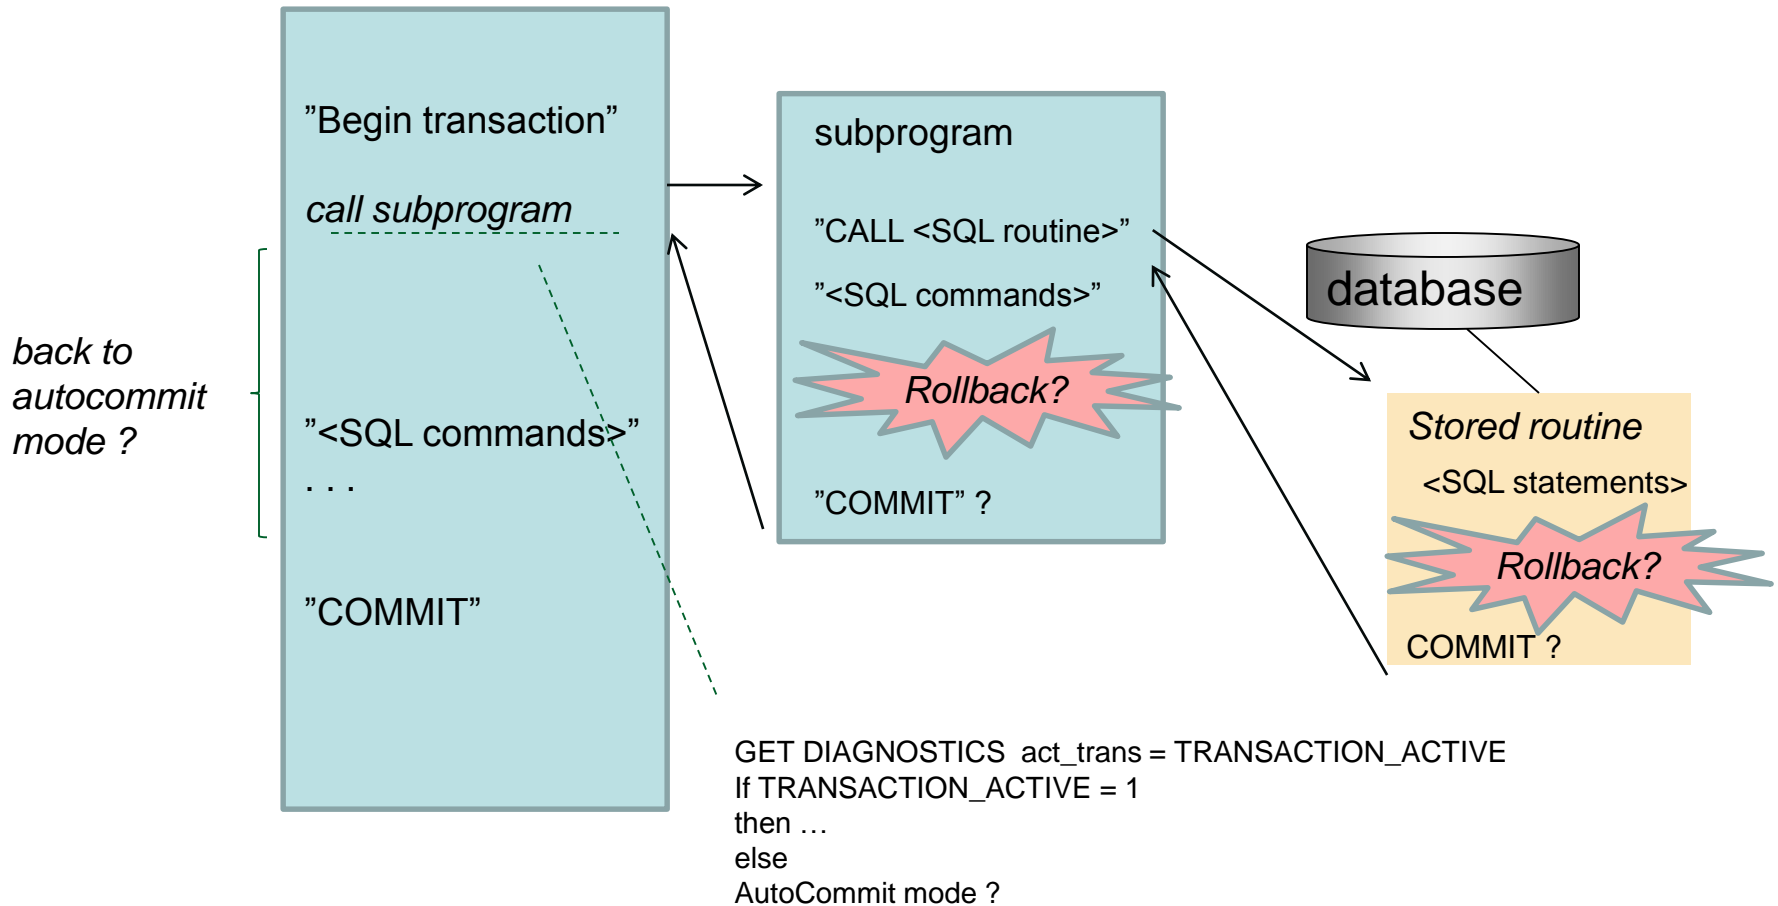 ”Begin transaction”
call subprogram
back to
autocommit
mode ?
”<SQL commands>”
. . .
”COMMIT”
subprogram
”CALL <SQL routine>”
”<SQL commands>”
Rollback?
”COMMIT” ?
database
Stored routine
<SQL statements>
Rollback?
COMMIT ?
GET DIAGNOSTICS act_trans = TRANSACTION_ACTIVE
If TRANSACTION_ACTIVE = 1
then …
else
AutoCommit mode ?